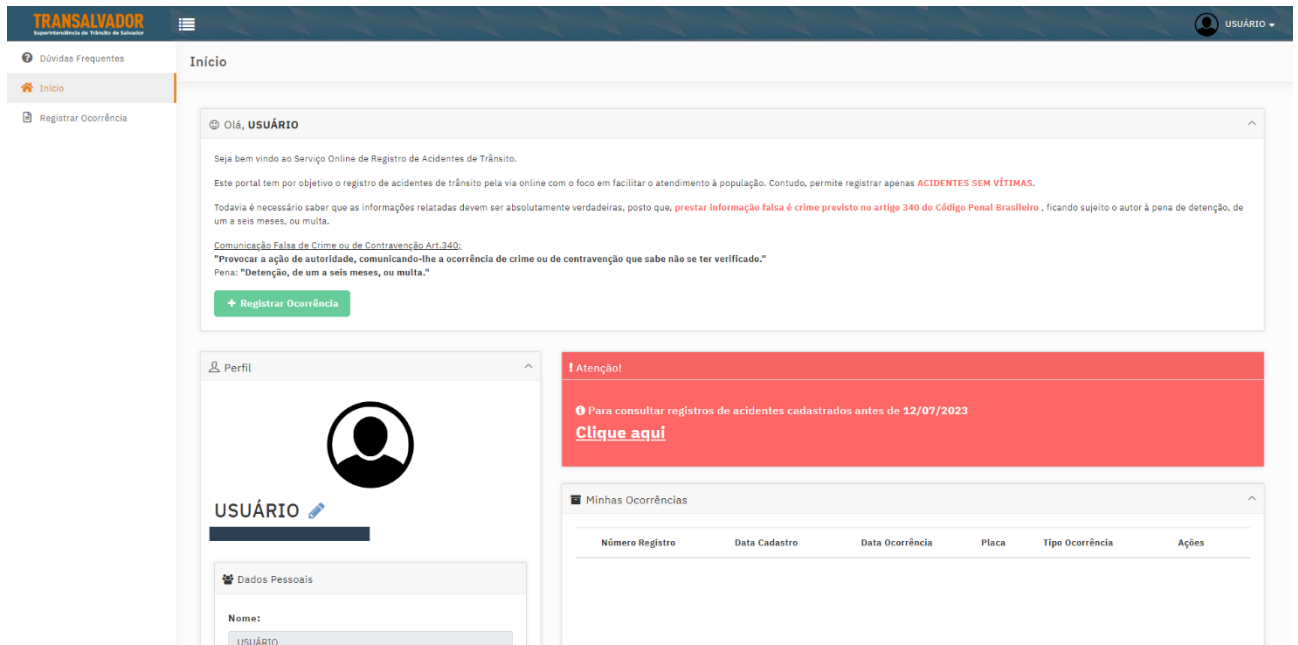 TRANSALVADOR
Superintendência de Trânsito de Salvador
USUÁRIO
Dúvidas Frequentes
Início
Registrar Ocorrência
Início
Olá, USUÁRIO
Seja bem vindo ao Serviço Online de Registro de Acidentes de Trânsito.
Este portal tem por objetivo o registro de acidentes de trânsito pela via online com o foco em facilitar o atendimento à população. Contudo, permite registrar apenas ACIDENTES SEM VÍTIMAS.
Todavia é necessário saber que as informações relatadas devem ser absolutamente verdadeiras, posto que, prestar informação falsa é crime previsto no artigo 340 do Código Penal Brasileiro , ficando sujeito o autor à pena de detenção, de
um a seis meses, ou multa.
Comunicação Falsa de Crime ou de Contravenção Art.340;
"Provocar a ação de autoridade, comunicando-lhe a ocorrência de crime ou de contravenção que sabe não se ter verificado."
Pena: "Detenção, de um a seis meses, ou multa."
+ Registrar Ocorrência
Perfil
USUÁRIO
Dados Pessoais
Nome:
USUÁRIO
! Atenção!
Para consultar registros de acidentes cadastrados antes de 12/07/2023
Clique aqui
Minhas Ocorrências
Número Registro Data Cadastro Data Ocorrência Placa Tipo Ocorrência Ações